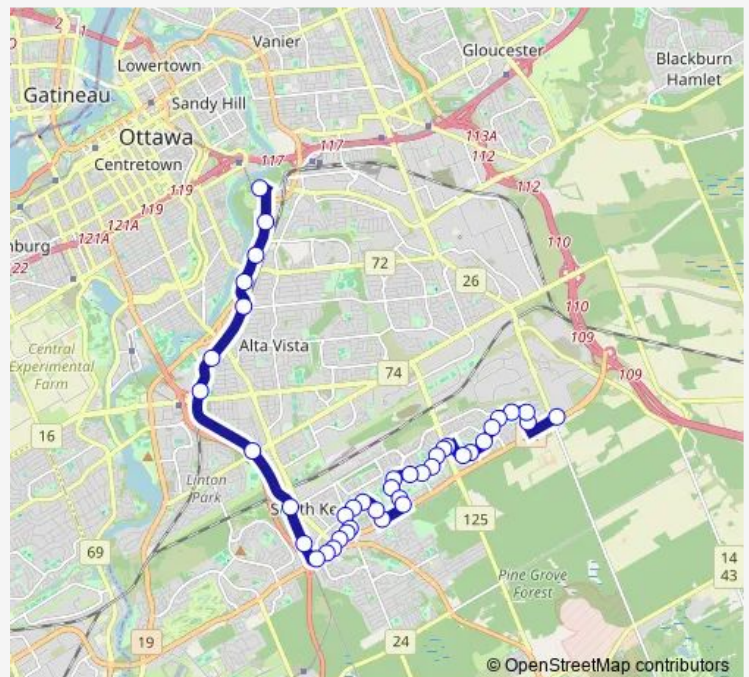 2
1
Vanier
Gloucester
Lowertown
Blackburn
Hamlet
Gatineau
Sandy Hill
113A
Ottawa
117
112
Centretown
117
119
112
119
121A
110
nburg
121A
72
22
26
110
109
Central
Experimental
Farm
Alta Vista
74
109
16
Linton
Park
125
69
14
43
Pine Grove
Forest
19
24
© OpenStreetMap contributors